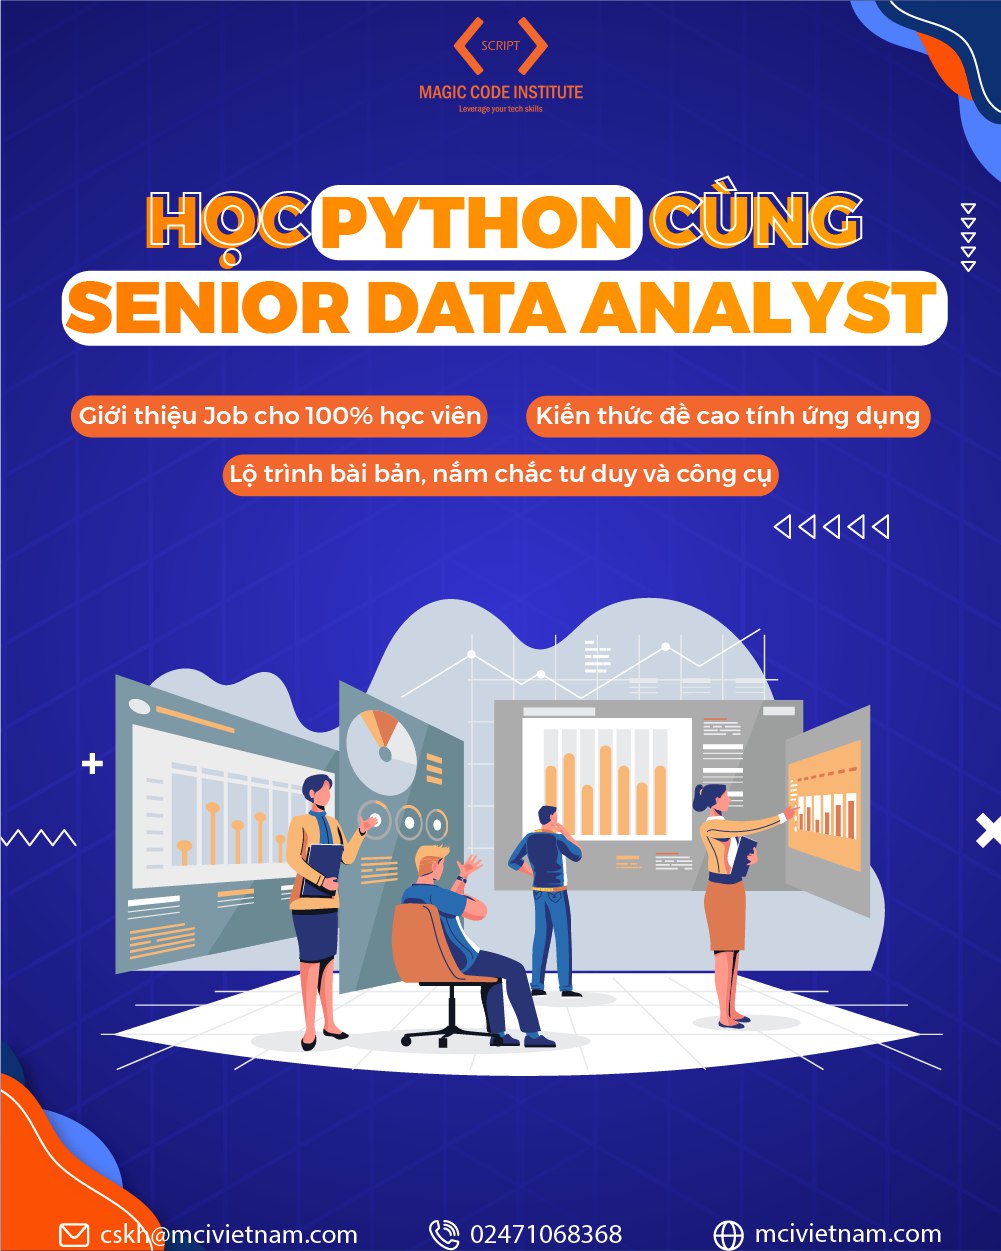 SCRIPT
MAGIC CODE INSTITUTE
Leverage your tech skills
HỌC PYTHON CÙNG
SENIOR DATA ANALYST
Giới thiệu Job cho 100% học viên
Kiến thức đề cao tính ứng dụng
Lộ trình bài bản, nắm chắc tư duy và công cụ
cskh@mcivietnam.com
02471068368
mcivietnam.com